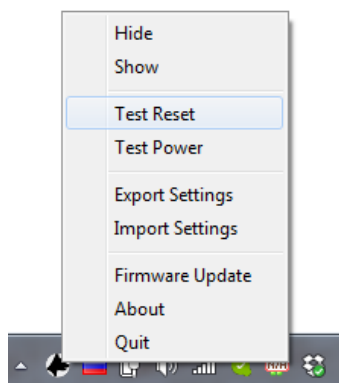 Hide
Show
Test Reset
Test Power
Export Settings
Import Settings
Firmware Update
About
Quit